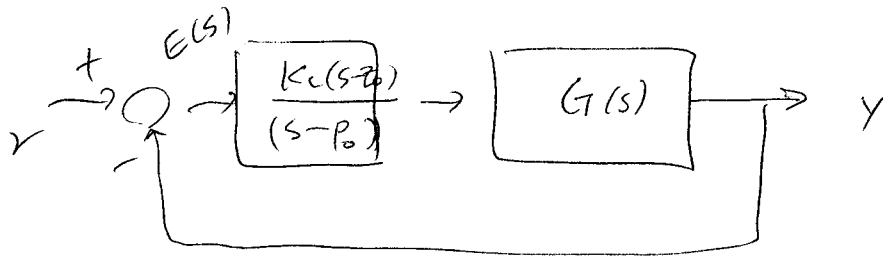 E(s)
+
Kc(s-z₀)
G(s)
Y
r
(s-p₀)
-